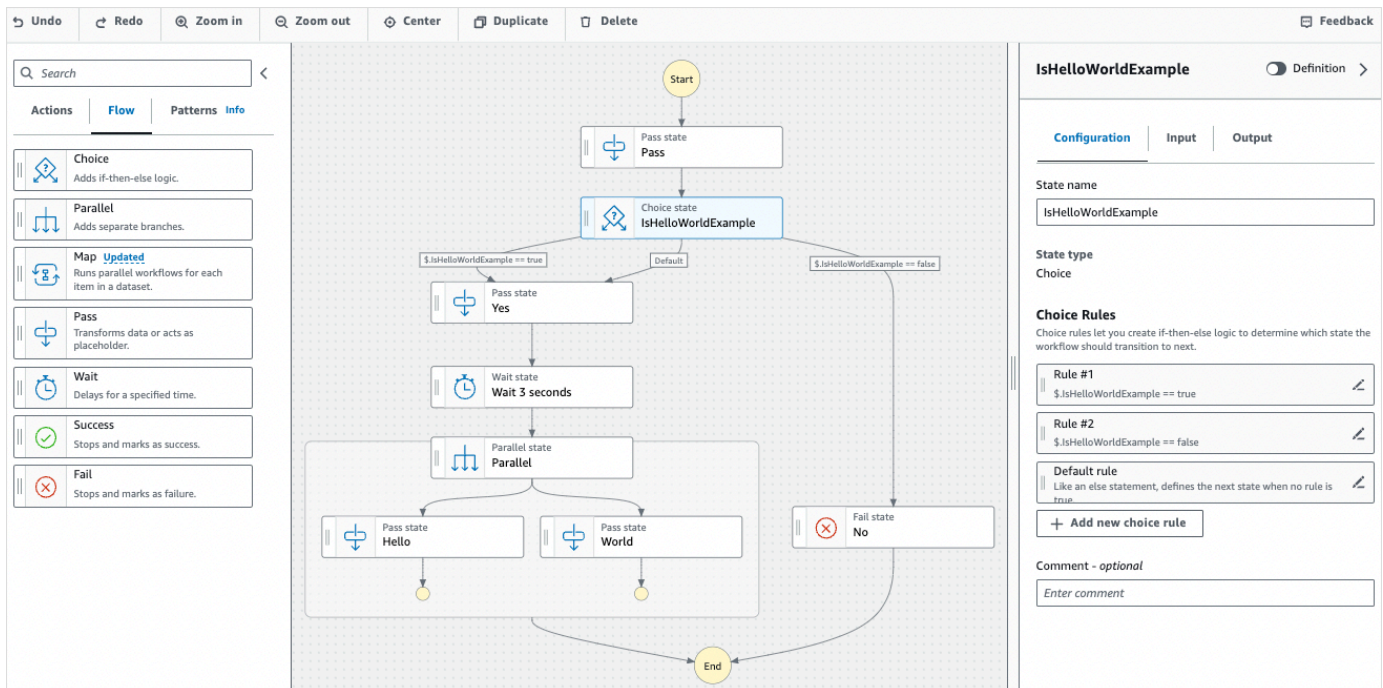 Undo
Redo
Zoom in
Zoom out
Center
Duplicate
Delete
Feedback
Search
Actions
Flow
Patterns Info
Choice
Adds if-then-else logic.
Parallel
Adds separate branches.
Map Updated
Runs parallel workflows for each
item in a dataset.
Pass
Transforms data or acts as
placeholder.
Wait
Delays for a specified time.
Success
Stops and marks as success.
Fail
Stops and marks as failure.
Start
Pass state
Pass
Choice state
IsHelloWorldExample
$.IsHelloWorldExample == true
Default
$.IsHelloWorldExample == false
Pass state
Yes
Wait state
Wait 3 seconds
Parallel state
Parallel
Pass state
Hello
Pass state
World
Fail state
No
End
IsHelloWorldExample
Definition
Configuration
Input
Output
State name
IsHelloWorldExample
State type
Choice
Choice Rules
Choice rules let you create if-then-else logic to determine which state the
workflow should transition to next.
Rule #1
$.IsHelloWorldExample == true
Rule #2
$.IsHelloWorldExample == false
Default rule
Like an else statement, defines the next state when no rule is
true.
Add new choice rule
Comment - optional
Enter comment